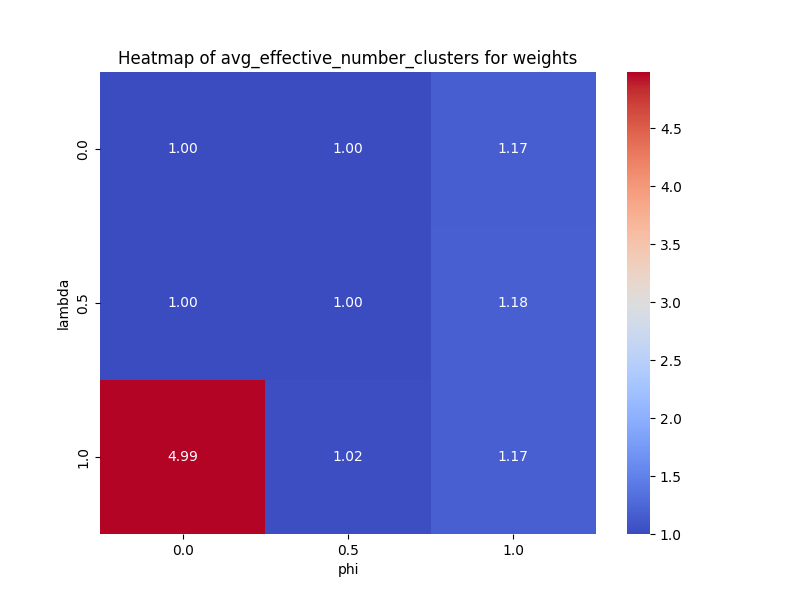 Heatmap of avg_effective_number_clusters for weights
0.0 1.00 1.00 1.17
0.5 1.00 1.00 1.18
1.0 4.99 1.02 1.17
lambda
0.0 0.5 1.0
phi
4.5
4.0
3.5
3.0
2.5
2.0
1.5
1.0